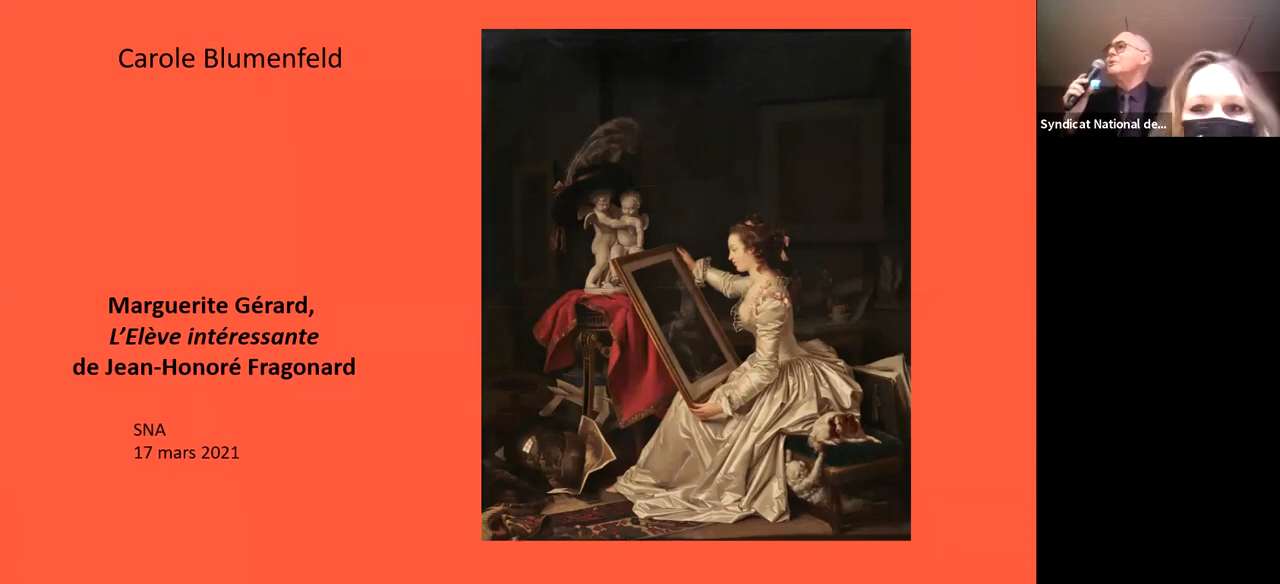 Carole Blumenfeld
Marguerite Gérard,
L’Elève intéressante
de Jean-Honoré Fragonard
SNA
17 mars 2021
Syndicat National de...